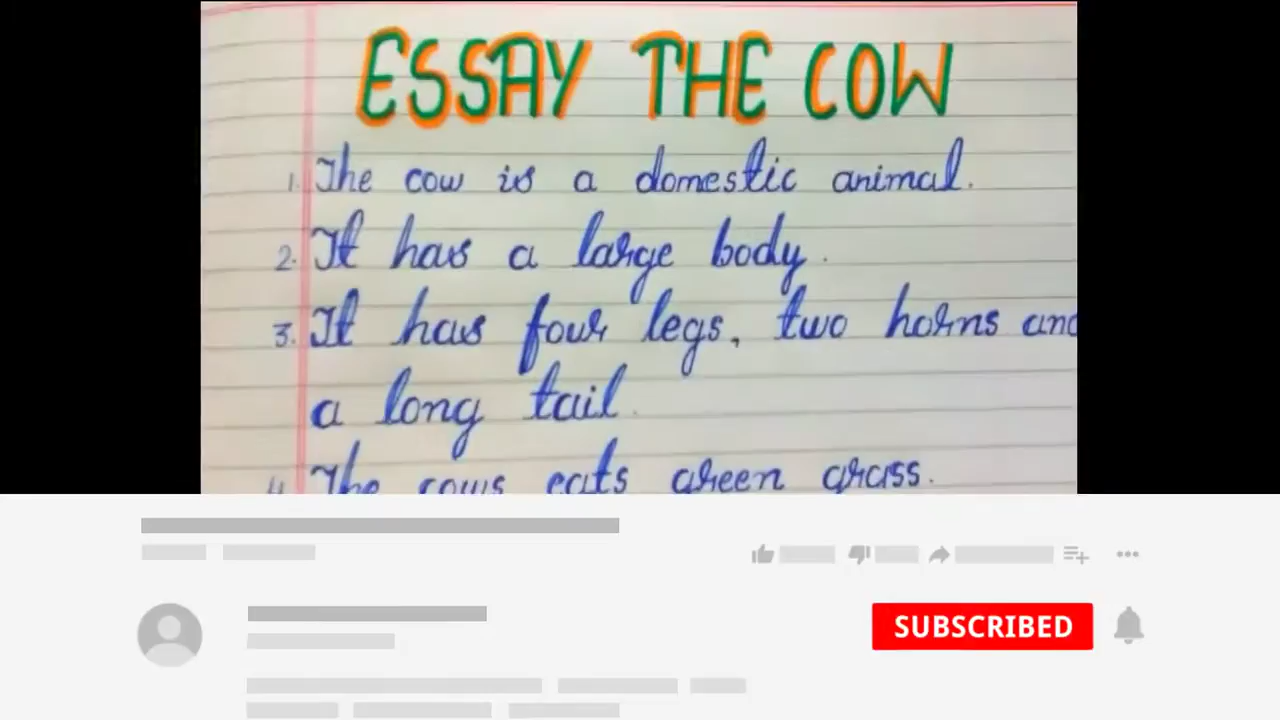 ESSAY THE COW
1. The cow is a domestic animal.
2. It has a large body.
3. It has four legs, two horns and
a long tail.
4. The cows eats green grass.
SUBSCRIBED